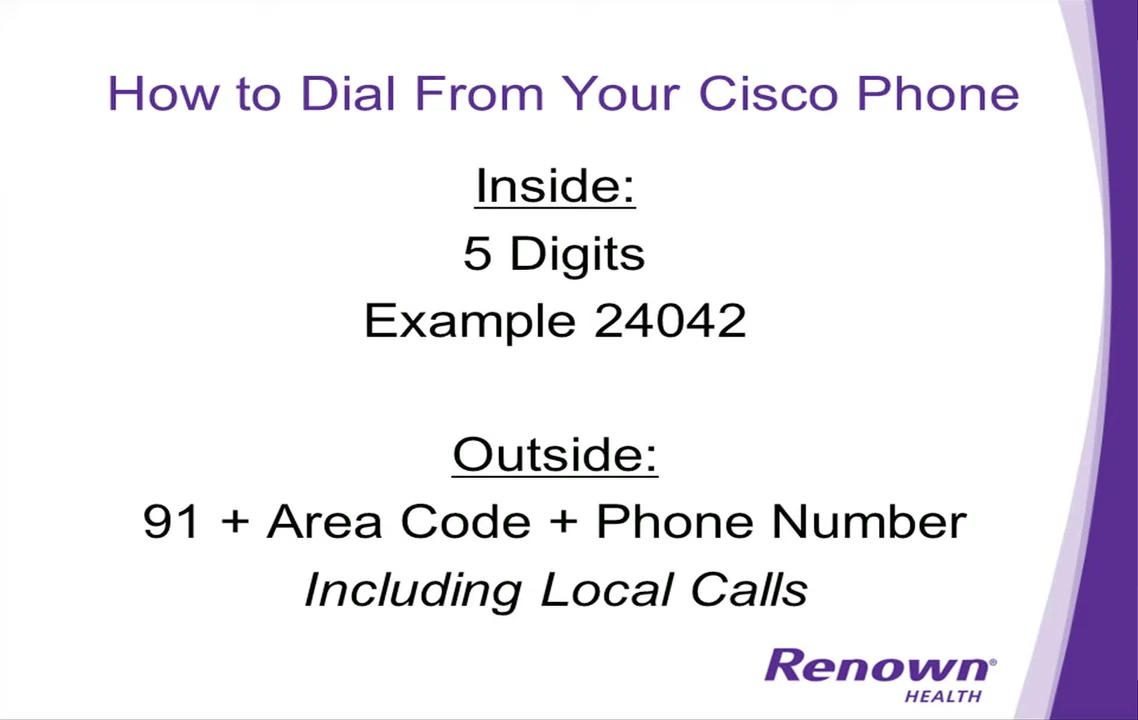 How to Dial From Your Cisco Phone
Inside:
5 Digits
Example 24042
Outside:
91 + Area Code + Phone Number
Including Local Calls
Renown®
HEALTH